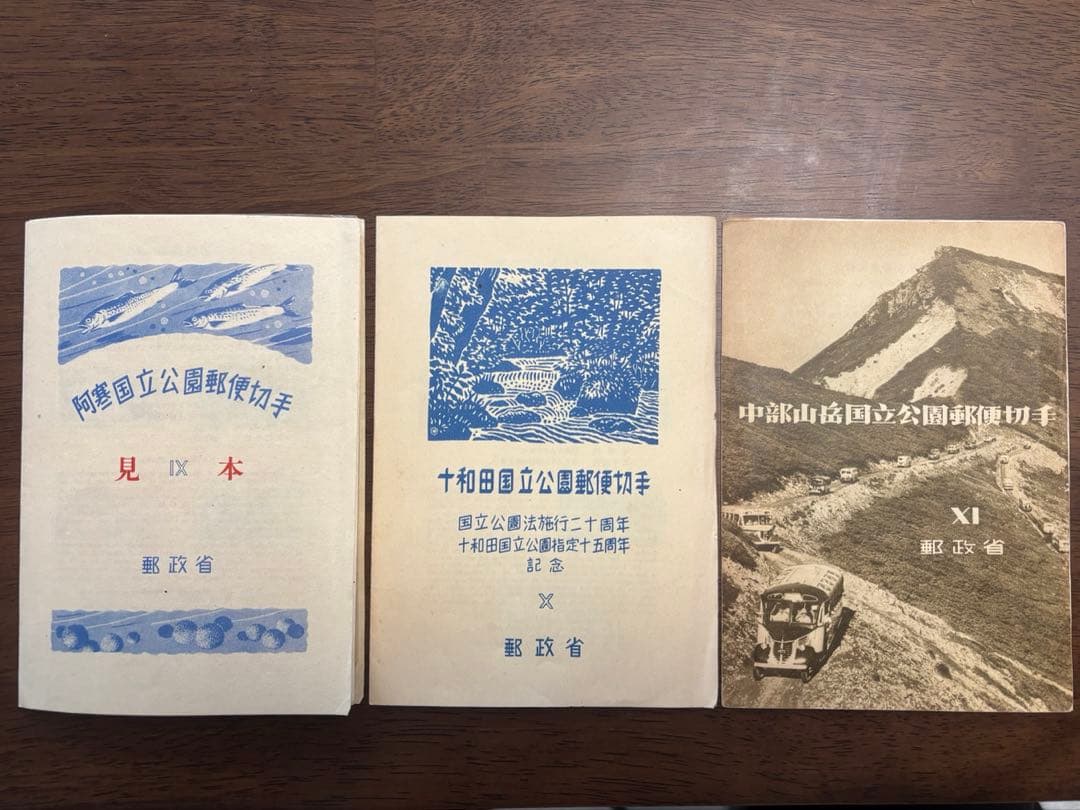 阿寒国立公園郵便切手
見 IX 本
郵政省
十和田国立公園郵便切手
国立公園法施行二十周年
十和田国立公園指定十五周年
記念
X
郵政省
中部山岳国立公園郵便切手
XI
郵政省